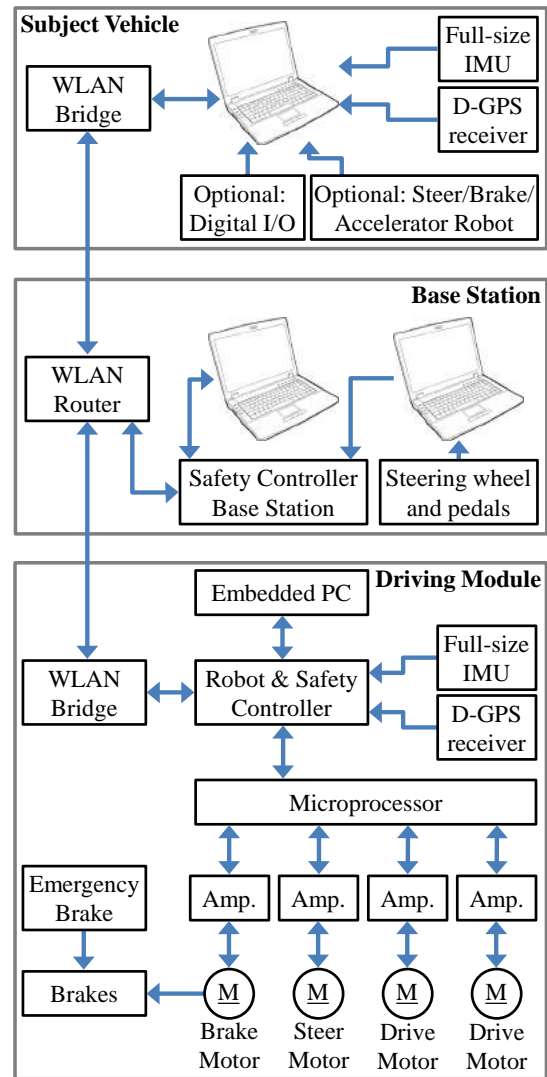 Subject Vehicle
WLAN
Bridge
Full-size
IMU
D-GPS
receiver
Optional:
Digital I/O
Optional: Steer/Brake/
Accelerator Robot
Base Station
WLAN
Router
Safety Controller
Base Station
Steering wheel
and pedals
Driving Module
Embedded PC
WLAN
Bridge
Robot & Safety
Controller
Full-size
IMU
D-GPS
receiver
Microprocessor
Emergency
Brake
Amp.
Amp.
Amp.
Amp.
Brakes
M
M
M
M
Brake
Motor
Steer
Motor
Drive
Motor
Drive
Motor